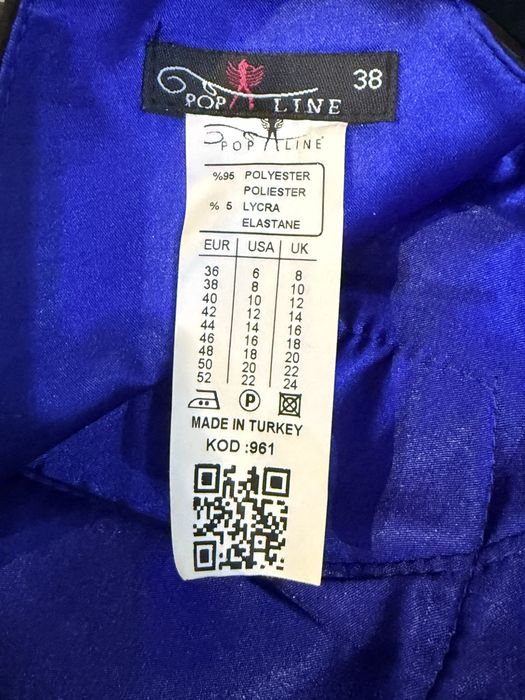 38
POP LINE
POP LINE®
%95 POLYESTER
POLIESTER
% 5 LYCRA
ELASTANE
EUR USA UK
36 6 8
38 8 10
40 10 12
42 12 14
44 14 16
46 16 18
48 18 20
50 20 22
52 22 24
P
MADE IN TURKEY
KOD :961